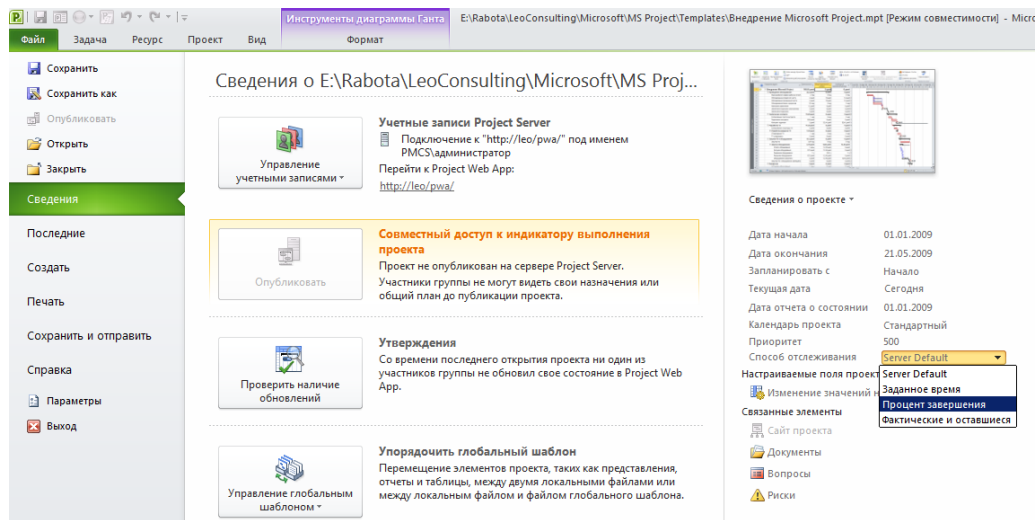 Инструменты диаграммы Ганта
E:\Rabota\LeoConsulting\Microsoft\MS Project\Templates\Внедрение Microsoft Project.mpt [Режим совместимости] - Micro
Файл
Задача
Ресурс
Проект
Вид
Формат
Сохранить
Сохранить как
Опубликовать
Открыть
Закрыть
Сведения
Последние
Создать
Печать
Сохранить и отправить
Справка
Параметры
Выход
Сведения о E:\Rabota\LeoConsulting\Microsoft\MS Proj...
Управление
учетными записями
Учетные записи Project Server
Подключение к "http://leo/pwa/" под именем
PMCS\администратор
Перейти к Project Web App:
http://leo/pwa/
Опубликовать
Совместный доступ к индикатору выполнения
проекта
Проект не опубликован на сервере Project Server.
Участники группы не могут видеть свои назначения или
общий план до публикации проекта.
Проверить наличие
обновлений
Утверждения
Со времени последнего открытия проекта ни один из
участников группы не обновил свое состояние в Project Web
App.
Управление глобальным
шаблоном
Упорядочить глобальный шаблон
Перемещение элементов проекта, таких как представления,
отчеты и таблицы, между двумя локальными файлами или
между локальным файлом и файлом глобального шаблона.
Сведения о проекте
Дата начала 01.01.2009
Дата окончания 21.05.2009
Запланировать с Начало
Текущая дата Сегодня
Дата отчета о состоянии 01.01.2009
Календарь проекта Стандартный
Приоритет 500
Способ отслеживания Server Default
Server Default
Заданное время
Процент завершения
Фактические и оставшиеся
Настраиваемые поля проект
Изменение значений н
Связанные элементы
Сайт проекта
Документы
Вопросы
Риски